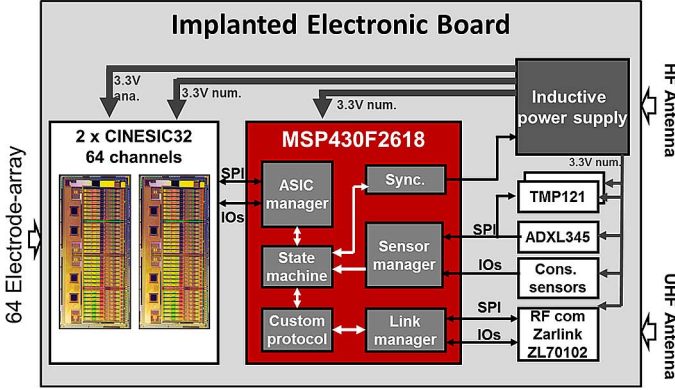 Implanted Electronic Board
3.3V
ana.
3.3V num.
3.3V num.
Inductive
power supply
HF Antenna
2 x CINESIC32
64 channels
MSP430F2618
3.3V num.
SPI
IOs
ASIC
manager
Sync.
TMP121
SPI
ADXL345
64 Electrode-array
State
machine
Sensor
manager
IOs
Cons.
sensors
Custom
protocol
Link
manager
SPI
IOs
RF com
Zarlink
ZL70102
UHF Antenna